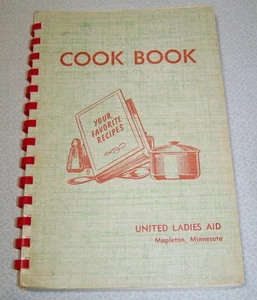 COOK BOOK
YOUR
FAVORITE
RECIPES
UNITED LADIES AID
Mapleton, Minnesota